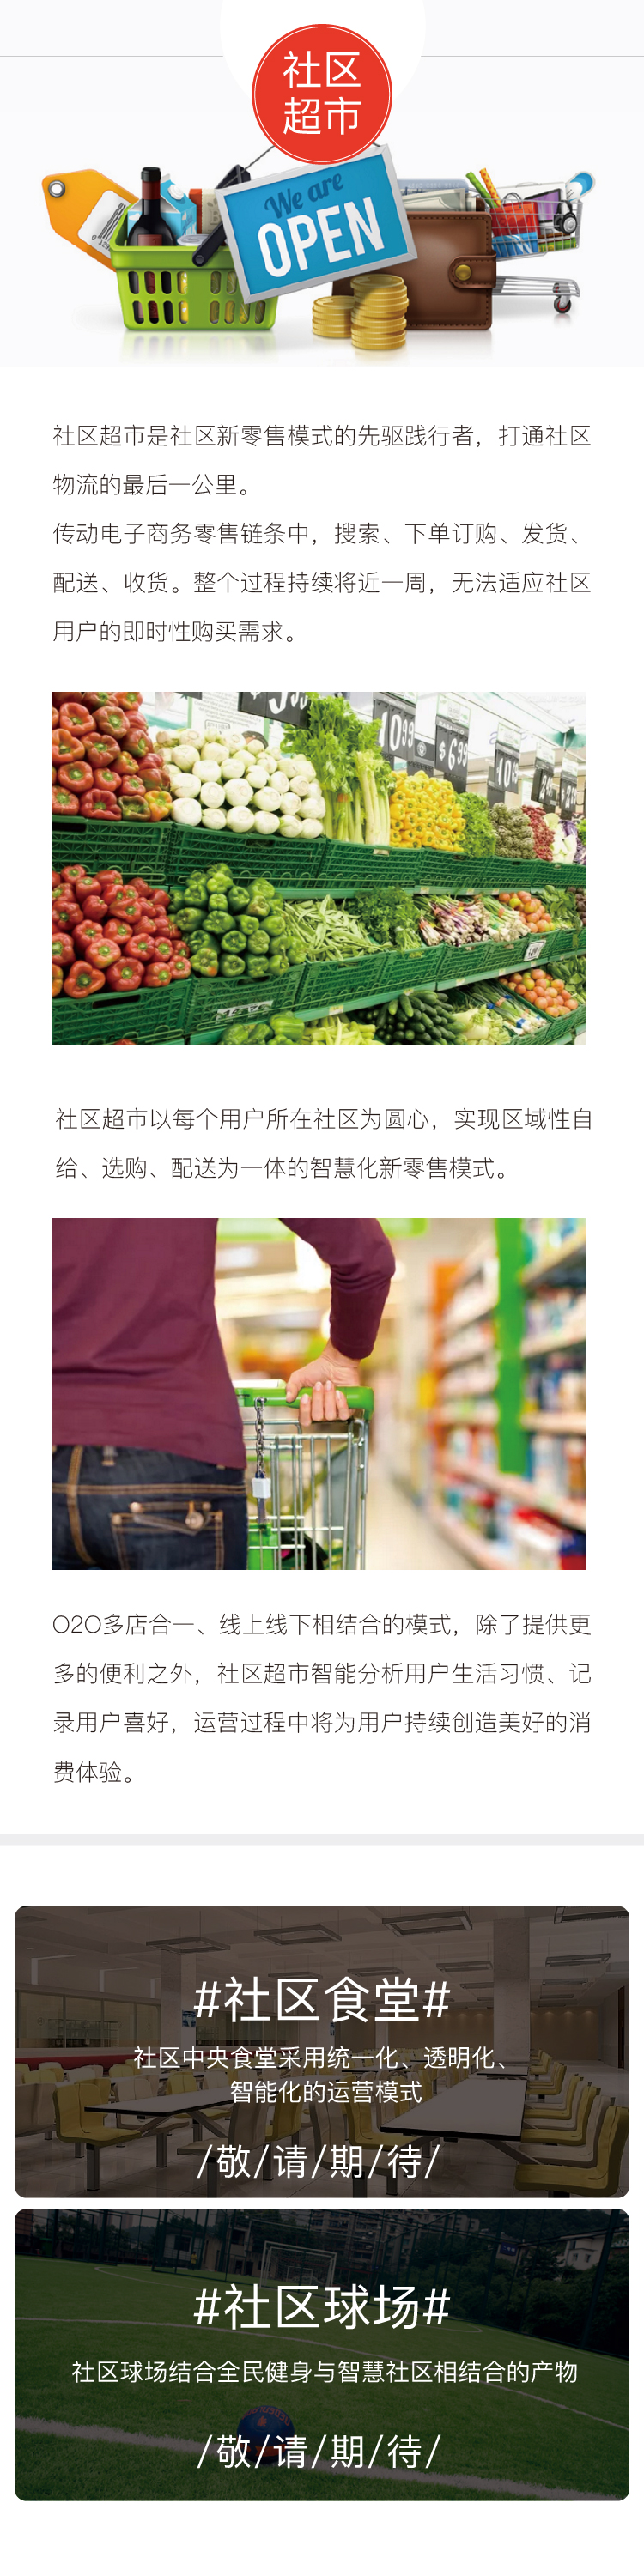 社区
超市
We are
OPEN
社区超市是社区新零售模式的先驱践行者，打通社区
物流的最后一公里。
传动电子商务零售链条中，搜索、下单订购、发货、
配送、收货。整个过程持续将近一周，无法适应社区
用户的即时性购买需求。
社区超市以每个用户所在社区为圆心，实现区域性自
给、选购、配送为一体的智慧化新零售模式。
O2O多店合一、线上线下相结合的模式，除了提供更
多的便利之外，社区超市智能分析用户生活习惯、记
录用户喜好，运营过程中将为用户持续创造美好的消
费体验。
#社区食堂#
社区中央食堂采用统一化、透明化、
智能化的运营模式
/敬/请/期/待/
#社区球场#
社区球场结合全民健身与智慧社区相结合的产物
/敬/请/期/待/